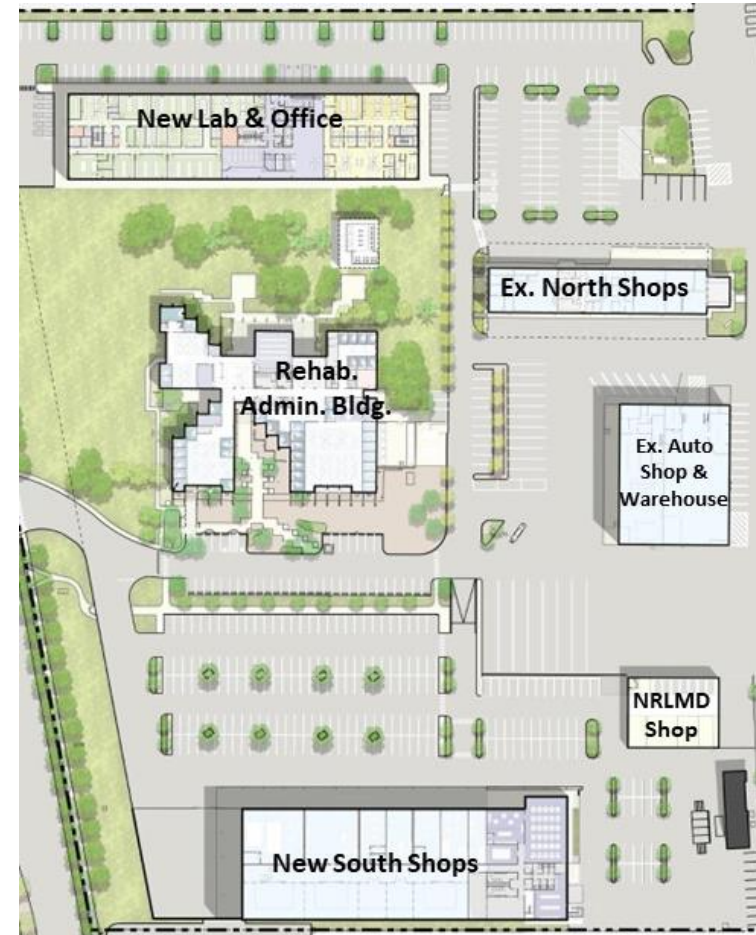 New Lab & Office
Ex. North Shops
Rehab.
Admin. Bldg.
Ex. Auto
Shop &
Warehouse
NRLMD
Shop
New South Shops